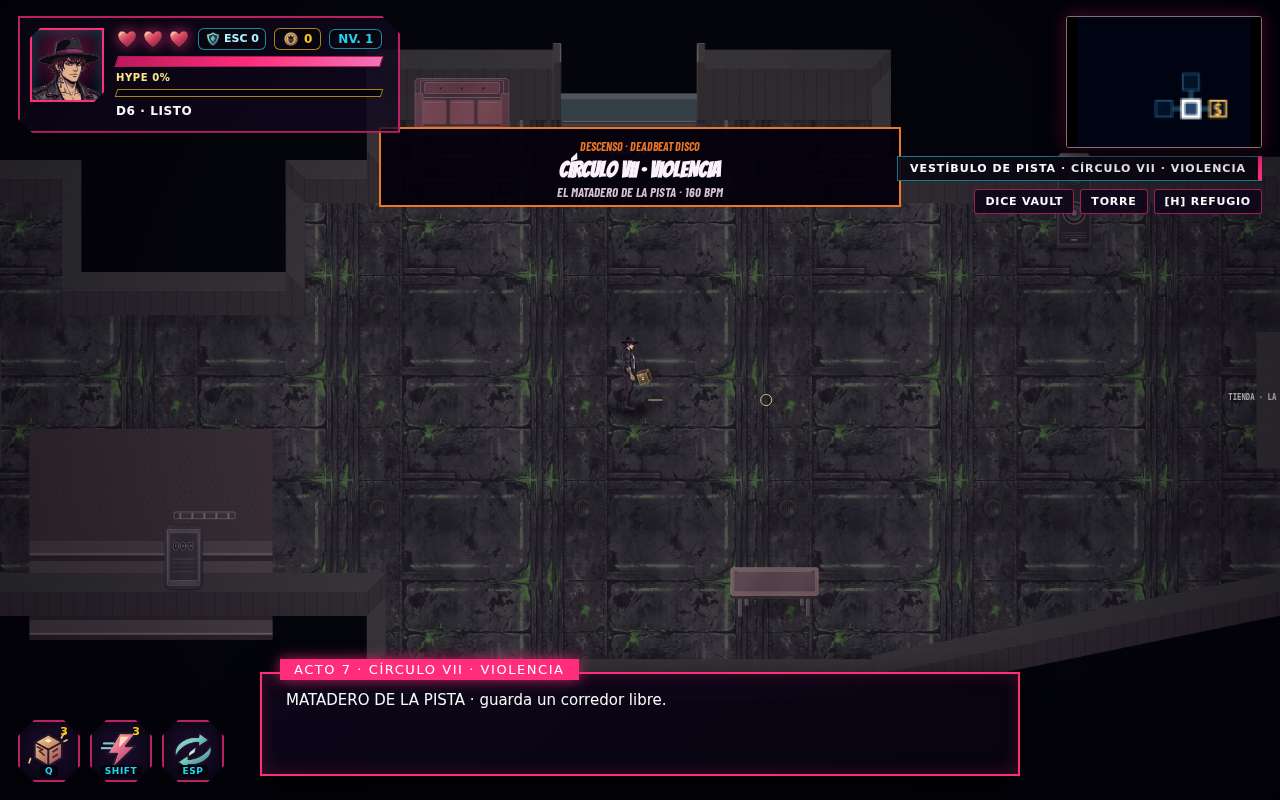 ESC 0
0
NV. 1
HYPE 0%
D6 · LISTO
DESCENSO · DEADBEAT DISCO
CÍRCULO VII · VIOLENCIA
EL MATADERO DE LA PISTA · 160 BPM
$
VESTÍBULO DE PISTA · CÍRCULO VII · VIOLENCIA
DICE VAULT
TORRE
[H] REFUGIO
TIENDA · LA
ACTO 7 · CÍRCULO VII · VIOLENCIA
MATADERO DE LA PISTA · guarda un corredor libre.
3
Q
3
SHIFT
ESP